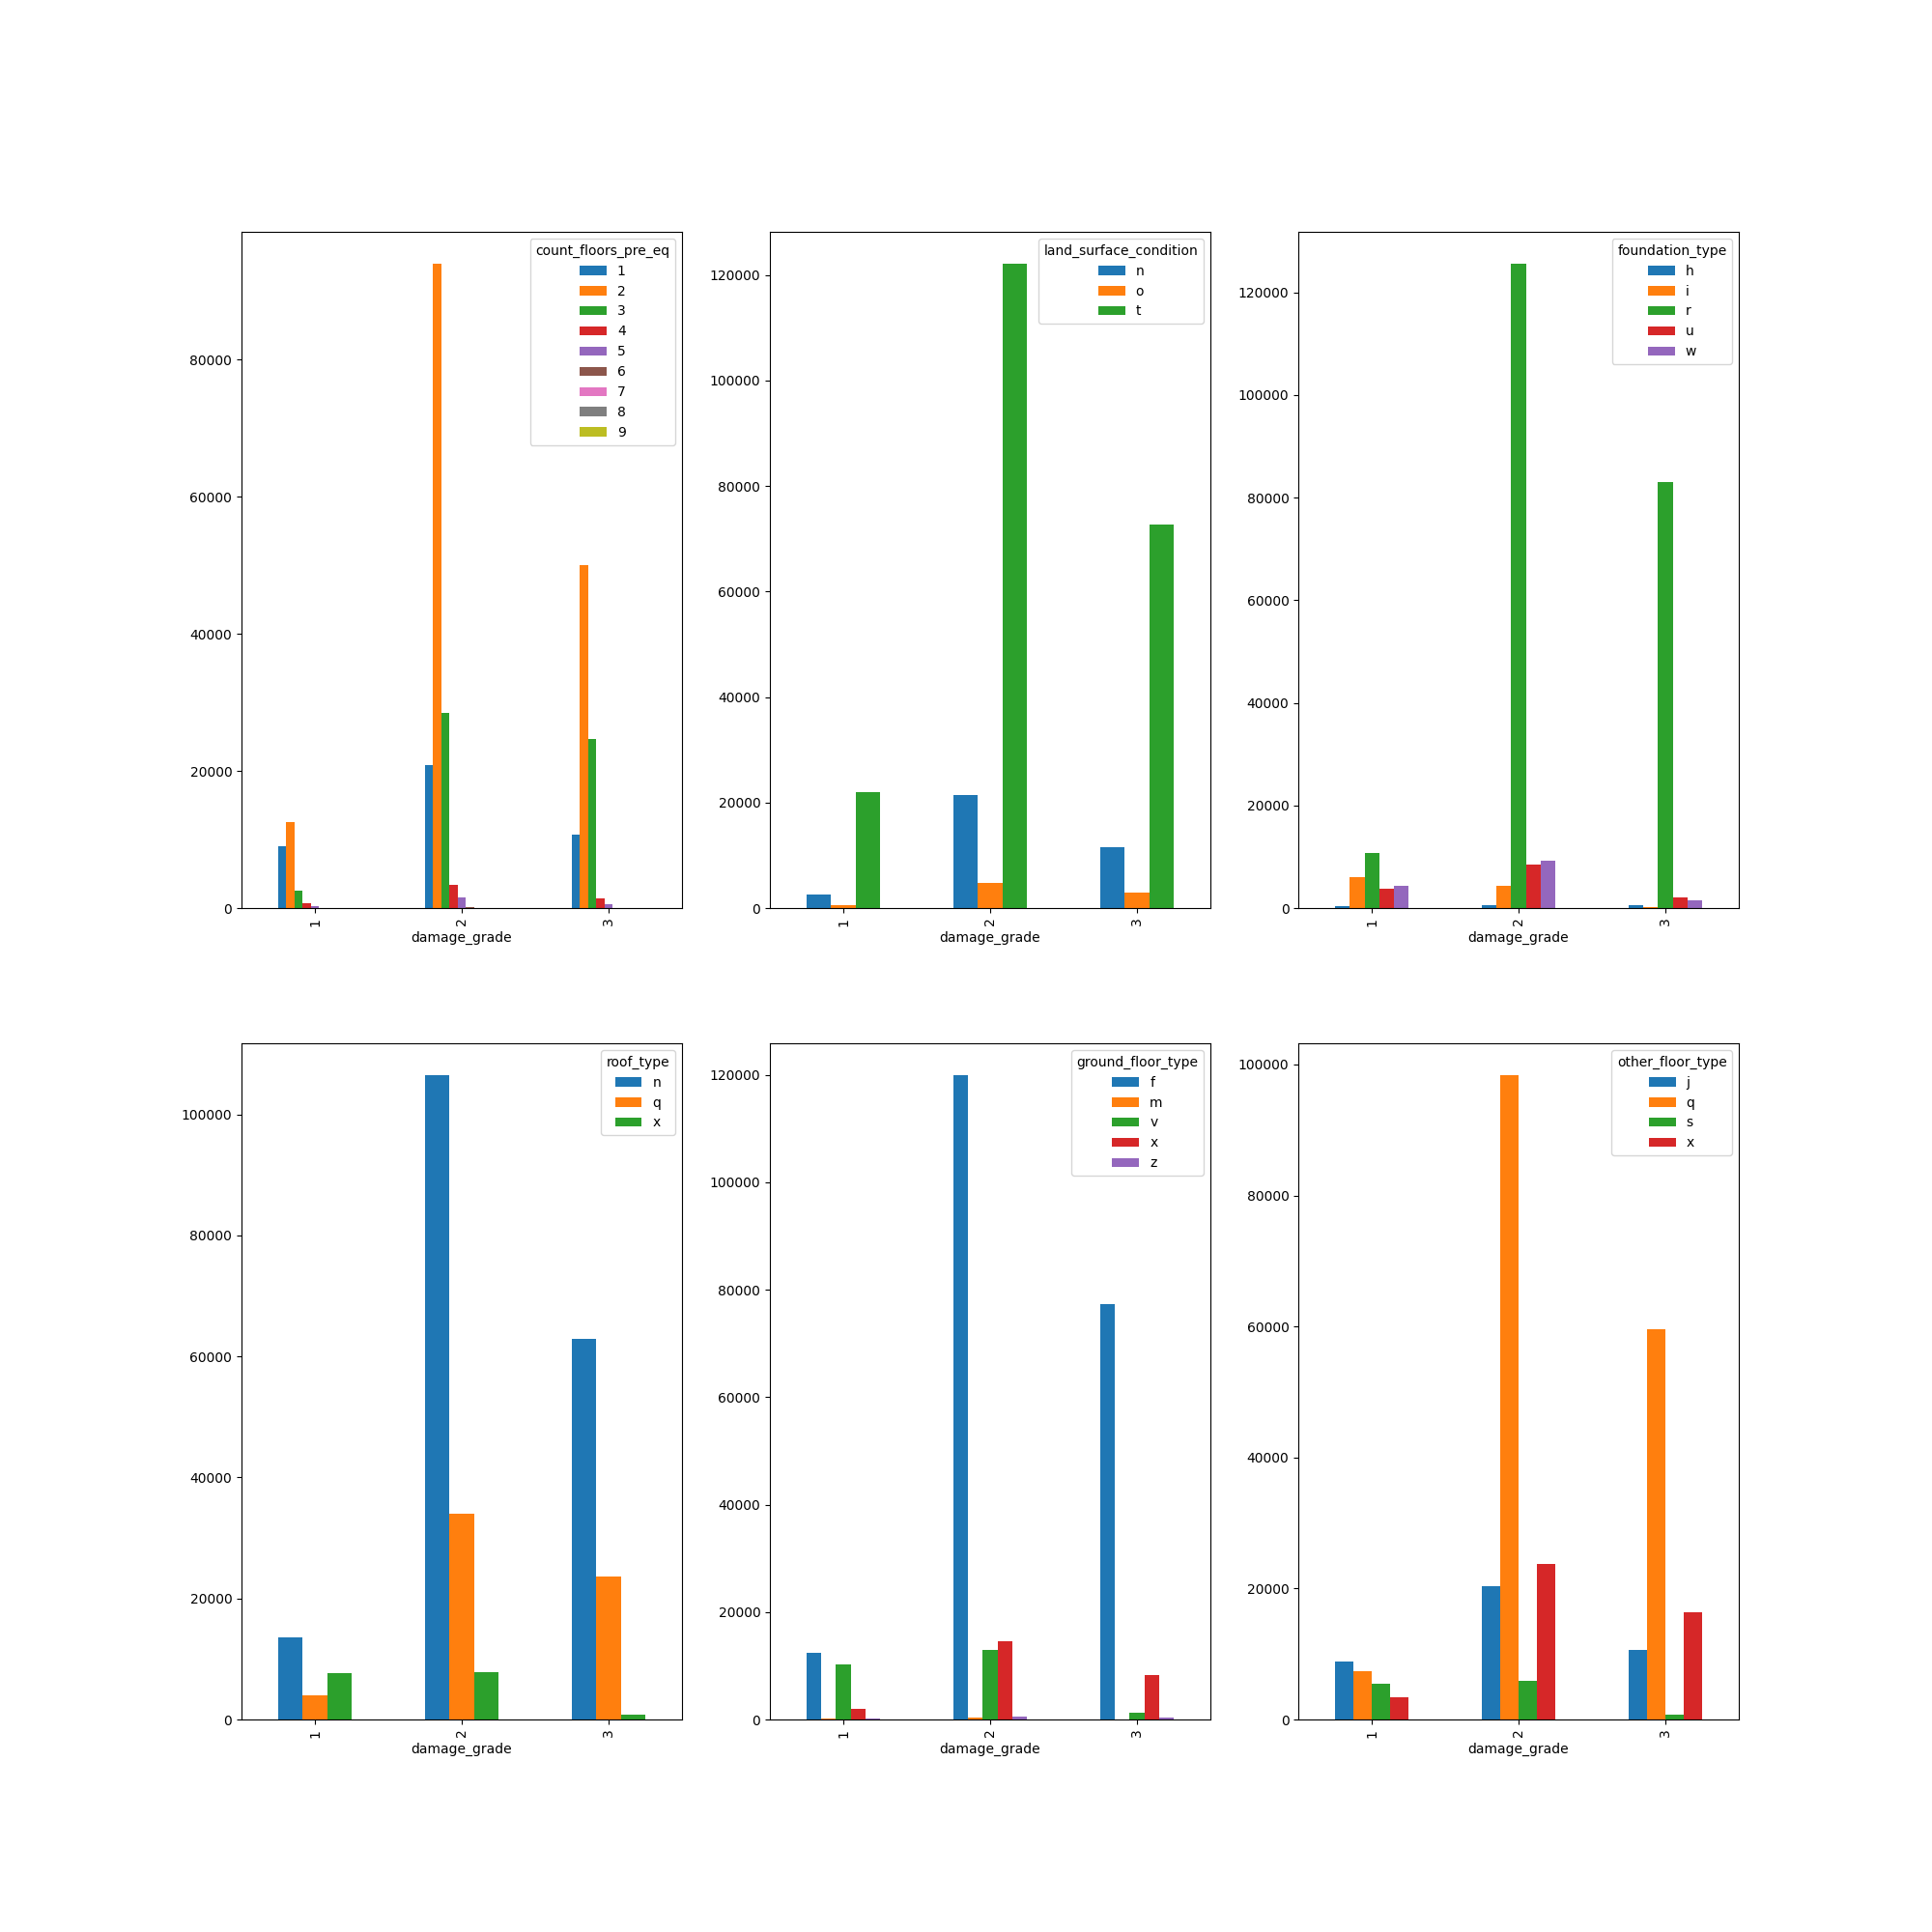 count_floors_pre_eq
1
2
3
4
5
6
7
8
9
80000
60000
40000
20000
0
1
2
3
damage_grade
land_surface_condition
n
o
t
120000
100000
80000
60000
40000
20000
0
1
2
3
damage_grade
foundation_type
h
i
r
u
w
120000
100000
80000
60000
40000
20000
0
1
2
3
damage_grade
roof_type
n
q
x
100000
80000
60000
40000
20000
0
1
2
3
damage_grade
ground_floor_type
f
m
v
x
z
120000
100000
80000
60000
40000
20000
0
1
2
3
damage_grade
other_floor_type
j
q
s
x
100000
80000
60000
40000
20000
0
1
2
3
damage_grade